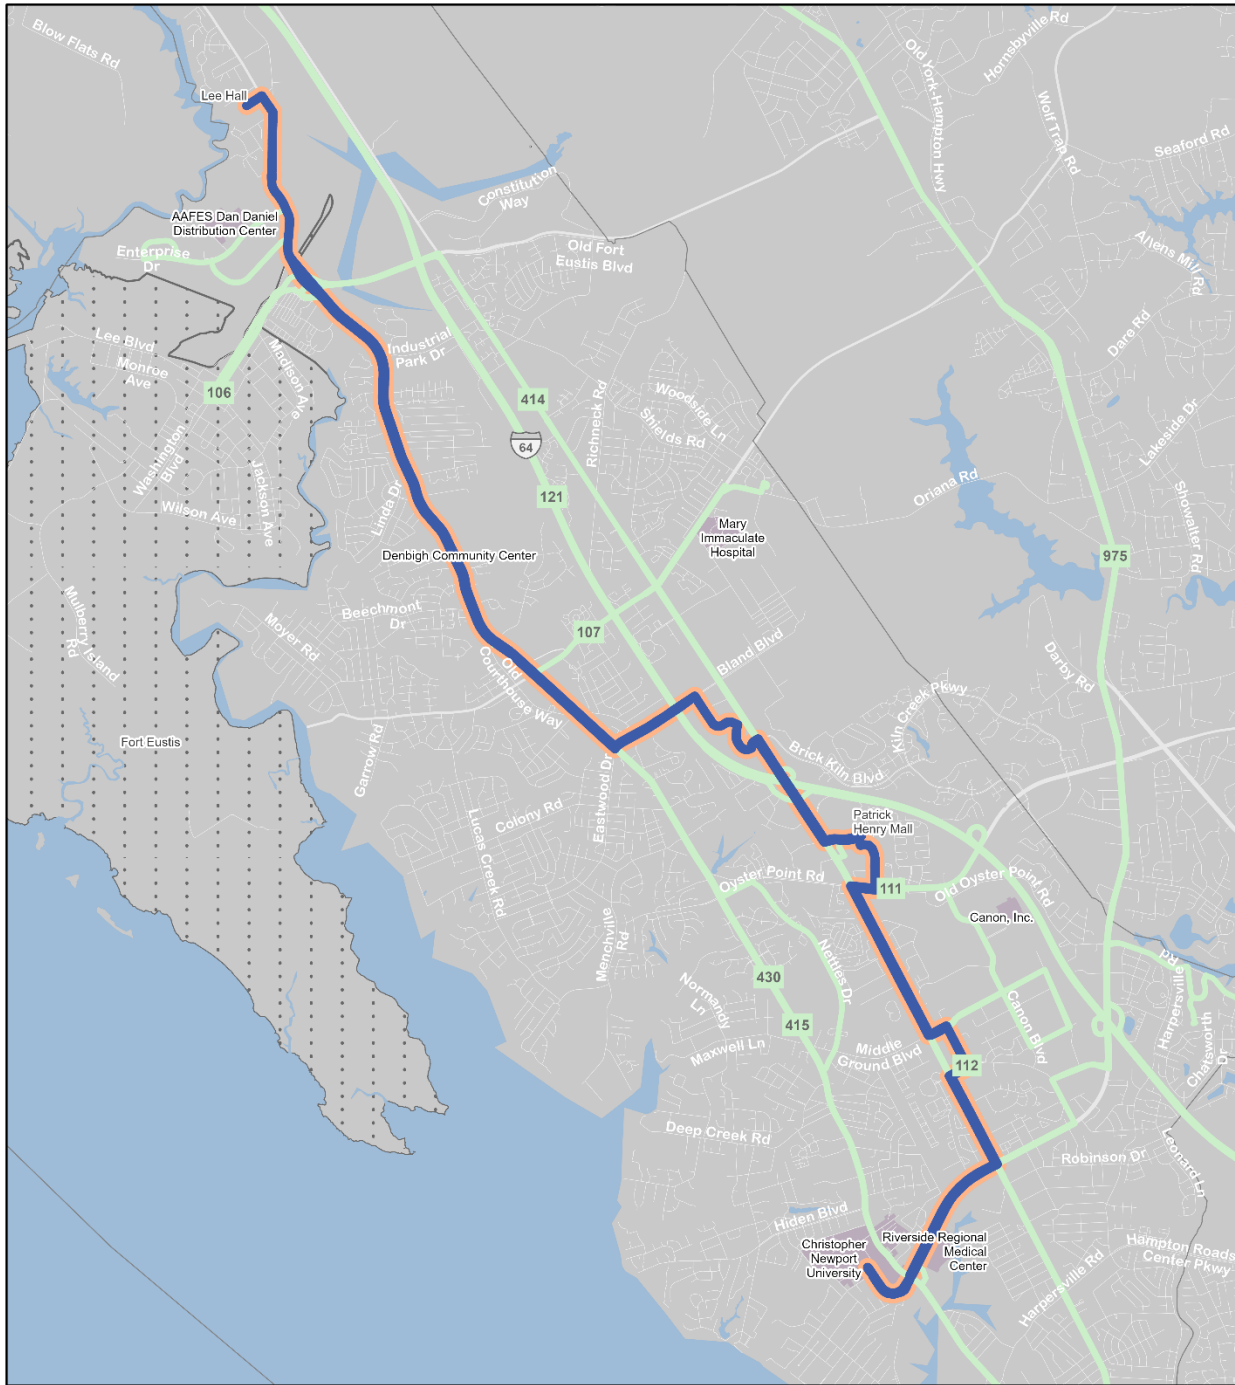 Blow Flats Rd
Hornsbyville Rd
Old York-Hampton Hwy
Wolf Trap Rd
Lee Hall
Seaford Rd
Constitution
Way
AAFES Dan Daniel
Distribution Center
Enterprise
Dr
Old Fort
Eustis Blvd
Allens Mill Rd
Lee Blvd
Monroe
Ave
Madison Ave
Industrial
Park Dr
Dare Rd
106
414
64
Woodside Ln
Shields Rd
Richneck Rd
Lakeside Dr
Washington
Blvd
Jackson Ave
Wilson Ave
Linda Dr
121
Oriana Rd
Showalter Rd
Mary
Immaculate
Hospital
Denbigh Community Center
975
Mulberry Island
Rd
Moyer Rd
Beechmont
Dr
107
Old
Courthouse Way
Bland Blvd
Darby Rd
Fort Eustis
Garrow Rd
Kiln Creek Pkwy
Brick Kiln Blvd
Eastwood Dr
Colony Rd
Lucas Creek Rd
Patrick
Henry Mall
Oyster Point Rd
111
Old Oyster Point Rd
Canon, Inc.
Menchville
Rd
Nettles Dr
Normandy
Ln
430
415
Canon Blvd
Harpersville
Rd
Chatsworth
Dr
Maxwell Ln
Middle
Ground Blvd
112
Deep Creek Rd
Robinson Dr
Leonard Ln
Hiden Blvd
Christopher
Newport
University
Riverside Regional
Medical
Center
Harpersville Rd
Hampton Roads
Center Pkwy